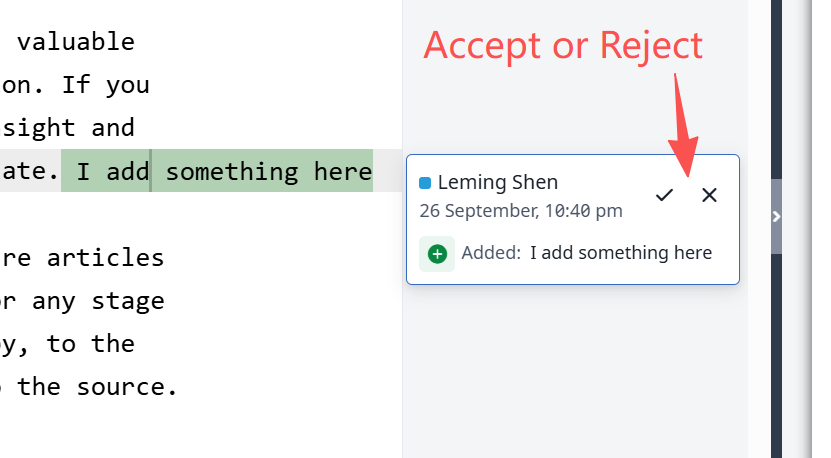 valuable
on. If you
sight and
ate. I add something here
re articles
r any stage
y, to the
the source.
Accept or Reject
Leming Shen
26 September, 10:40 pm
Added: I add something here